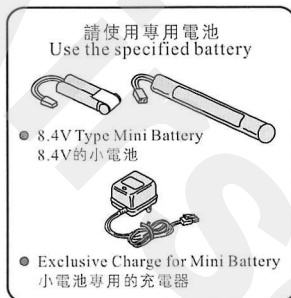 請使用專用電池
Use the specified battery
● 8.4V Type Mini Battery
8.4V的小電池
● Exclusive Charge for Mini Battery
小電池專用的充電器